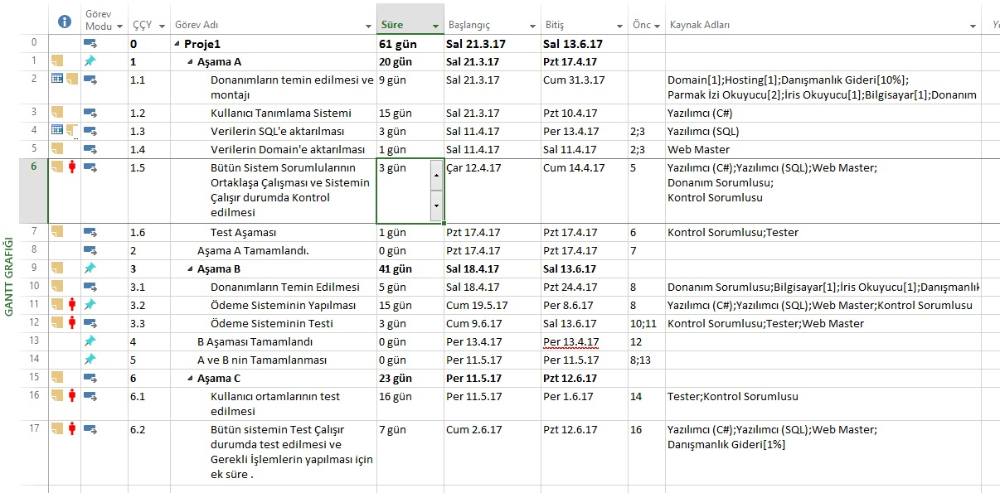 Görev Modu ÇÇY Görev Adı Süre Başlangıç Bitiş Önc Kaynak Adları
0 0 Proje1 61 gün Sal 21.3.17 Sal 13.6.17
1 1 Aşama A 20 gün Sal 21.3.17 Pzt 17.4.17
2 1.1 Donanımların temin edilmesi ve 9 gün Sal 21.3.17 Cum 31.3.17 Domain[1];Hosting[1];Danışmanlık Gideri[10%];
montajı Parmak İzi Okuyucu[2];İris Okuyucu[1];Bilgisayar[1];Donanım
3 1.2 Kullanıcı Tanımlama Sistemi 15 gün Sal 21.3.17 Pzt 10.4.17 Yazılımcı (C#)
4 1.3 Verilerin SQL'e aktarılması 3 gün Sal 11.4.17 Per 13.4.17 2;3 Yazılımcı (SQL)
5 1.4 Verilerin Domain'e aktarılması 1 gün Sal 11.4.17 Sal 11.4.17 2;3 Web Master
6 1.5 Bütün Sistem Sorumlularının 3 gün Çar 12.4.17 Cum 14.4.17 5 Yazılımcı (C#);Yazılımcı (SQL);Web Master;
Ortaklaşa Çalışması ve Sistemin Donanım Sorumlusu;
Çalışır durumda Kontrol Kontrol Sorumlusu
edilmesi
7 1.6 Test Aşaması 1 gün Pzt 17.4.17 Pzt 17.4.17 6 Kontrol Sorumlusu;Tester
8 2 Aşama A Tamamlandı. 0 gün Pzt 17.4.17 Pzt 17.4.17 7
9 3 Aşama B 41 gün Sal 18.4.17 Sal 13.6.17
10 3.1 Donanımların Temin Edilmesi 5 gün Sal 18.4.17 Pzt 24.4.17 8 Donanım Sorumlusu;Bilgisayar[1];İris Okuyucu[1];Danışmanlık
11 3.2 Ödeme Sisteminin Yapılması 15 gün Cum 19.5.17 Per 8.6.17 8 Yazılımcı (C#);Yazılımcı (SQL);Web Master;Kontrol Sorumlusu
12 3.3 Ödeme Sisteminin Testi 3 gün Cum 9.6.17 Sal 13.6.17 10;11 Kontrol Sorumlusu;Tester;Web Master
13 4 B Aşaması Tamamlandı 0 gün Per 13.4.17 Per 13.4.17 12
14 5 A ve B nin Tamamlanması 0 gün Per 11.5.17 Per 11.5.17 8;13
15 6 Aşama C 23 gün Per 11.5.17 Pzt 12.6.17
16 6.1 Kullanıcı ortamlarının test 16 gün Per 11.5.17 Per 1.6.17 14 Tester;Kontrol Sorumlusu
edilmesi
17 6.2 Bütün sistemin Test Çalışır 7 gün Cum 2.6.17 Pzt 12.6.17 16 Yazılımcı (C#);Yazılımcı (SQL);Web Master;
durumda test edilmesi ve Danışmanlık Gideri[1%]
Gerekli İşlemlerin yapılması için
ek süre .
GANTT GRAFIĞI